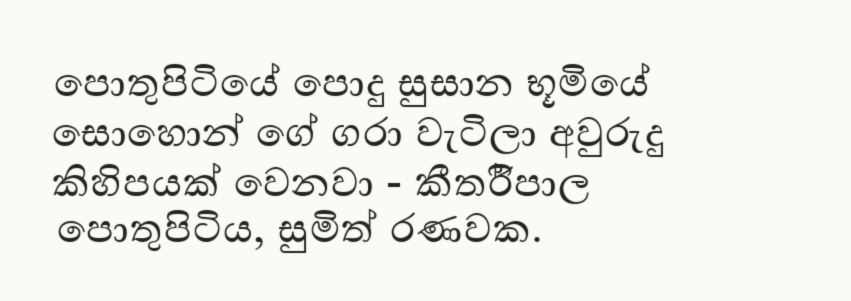 පොතුපිටියේ පොදු සුසාන භූමියේ
සොහොන් ගේ ගරා වැටිලා අවුරුදු
කිහිපයක් වෙනවා - කීතර්රිපාල
පොතුපිටිය, සුමිත් රණවක.